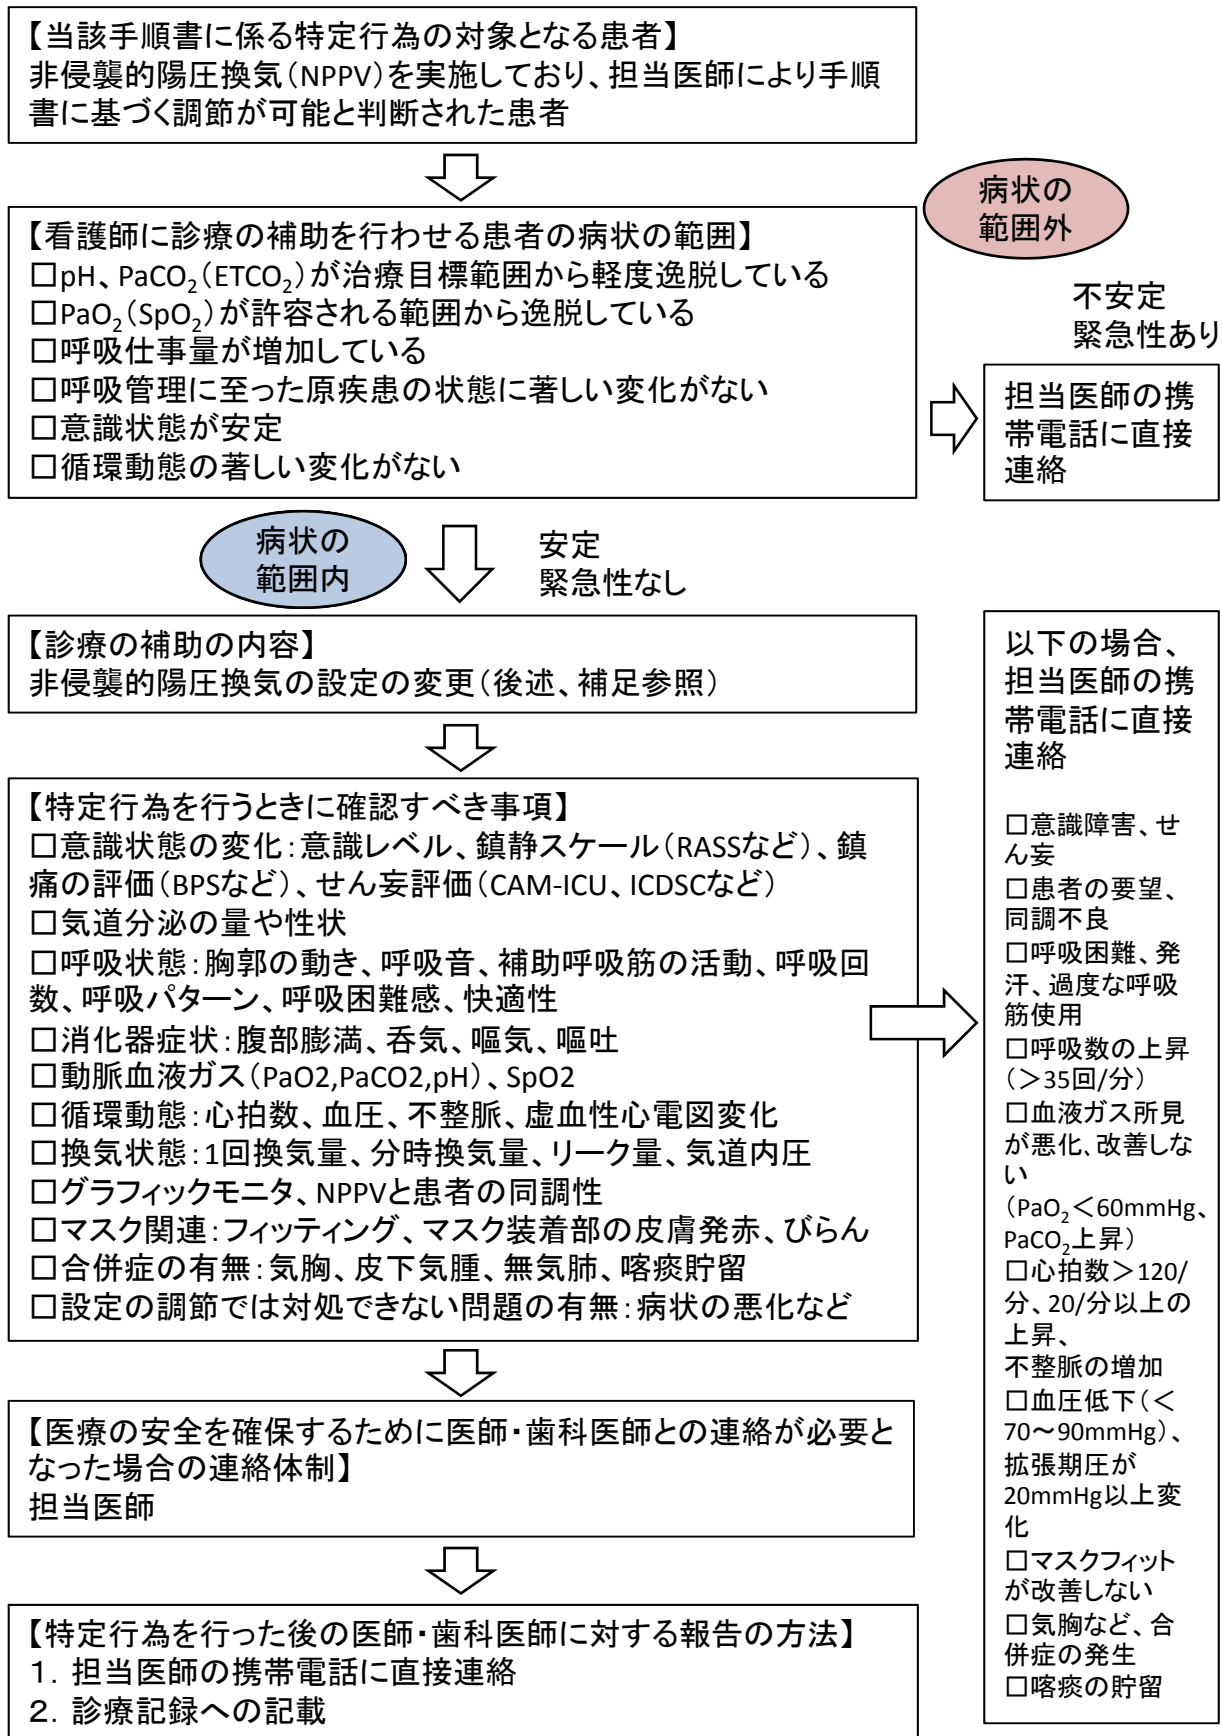 【当該手順書に係る特定行為の対象となる患者】
非侵襲的陽圧換気（NPPV）を実施しており、担当医師により手順
書に基づく調節が可能と判断された患者
病状の
範囲外
【看護師に診療の補助を行わせる患者の病状の範囲】
□pH、PaCO₂（ETCO₂）が治療目標範囲から軽度逸脱している
□PaO₂（SpO₂）が許容される範囲から逸脱している
□呼吸仕事量が増加している
□呼吸管理に至った原疾患の状態に著しい変化がない
□意識状態が安定
□循環動態の著しい変化がない
不安定
緊急性あり
担当医師の携
帯電話に直接
連絡
病状の
範囲内
安定
緊急性なし
【診療の補助の内容】
非侵襲的陽圧換気の設定の変更（後述、補足参照）
【特定行為を行うときに確認すべき事項】
□意識状態の変化：意識レベル、鎮静スケール（RASSなど）、鎮
痛の評価（BPSなど）、せん妄評価（CAM-ICU、ICDSCなど）
□気道分泌の量や性状
□呼吸状態：胸郭の動き、呼吸音、補助呼吸筋の活動、呼吸回
数、呼吸パターン、呼吸困難感、快適性
□消化器症状：腹部膨満、呑気、嘔気、嘔吐
□動脈血液ガス（PaO2,PaCO2,pH）、SpO2
□循環動態：心拍数、血圧、不整脈、虚血性心電図変化
□換気状態：1回換気量、分時換気量、リーク量、気道内圧
□グラフィックモニタ、NPPVと患者の同調性
□マスク関連：フィッティング、マスク装着部の皮膚発赤、びらん
□合併症の有無：気胸、皮下気腫、無気肺、喀痰貯留
□設定の調節では対処できない問題の有無：病状の悪化など
以下の場合、
担当医師の携
帯電話に直接
連絡
□意識障害、せ
ん妄
□患者の要望、
同調不良
□呼吸困難、発
汗、過度な呼吸
筋使用
□呼吸数の上昇
（＞35回/分）
□血液ガス所見
が悪化、改善しな
い
（PaO₂＜60mmHg、
PaCO₂上昇）
□心拍数＞120/
分、20/分以上の
上昇、
不整脈の増加
□血圧低下（＜
70～90mmHg）、
拡張期圧が
20mmHg以上変
化
□マスクフィット
が改善しない
□気胸など、合
併症の発生
□喀痰の貯留
【医療の安全を確保するために医師・歯科医師との連絡が必要と
なった場合の連絡体制】
担当医師
【特定行為を行った後の医師・歯科医師に対する報告の方法】
１．担当医師の携帯電話に直接連絡
２．診療記録への記載